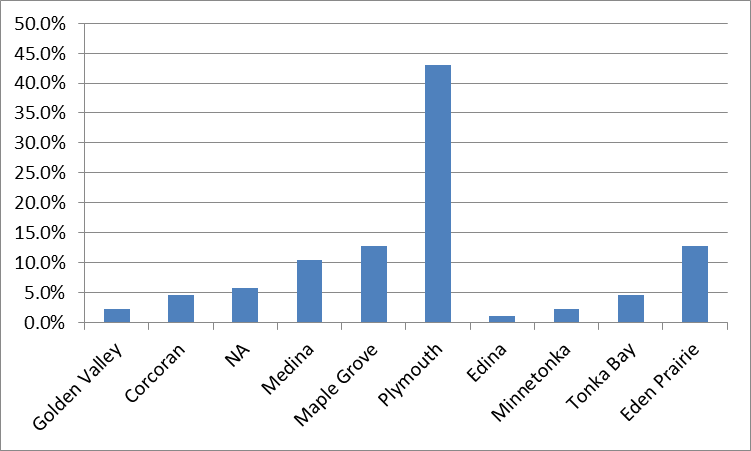 50.0%
45.0%
40.0%
35.0%
30.0%
25.0%
20.0%
15.0%
10.0%
5.0%
0.0%
Golden Valley
Corcoran
NA
Medina
Maple Grove
Plymouth
Edina
Minnetonka
Tonka Bay
Eden Prairie